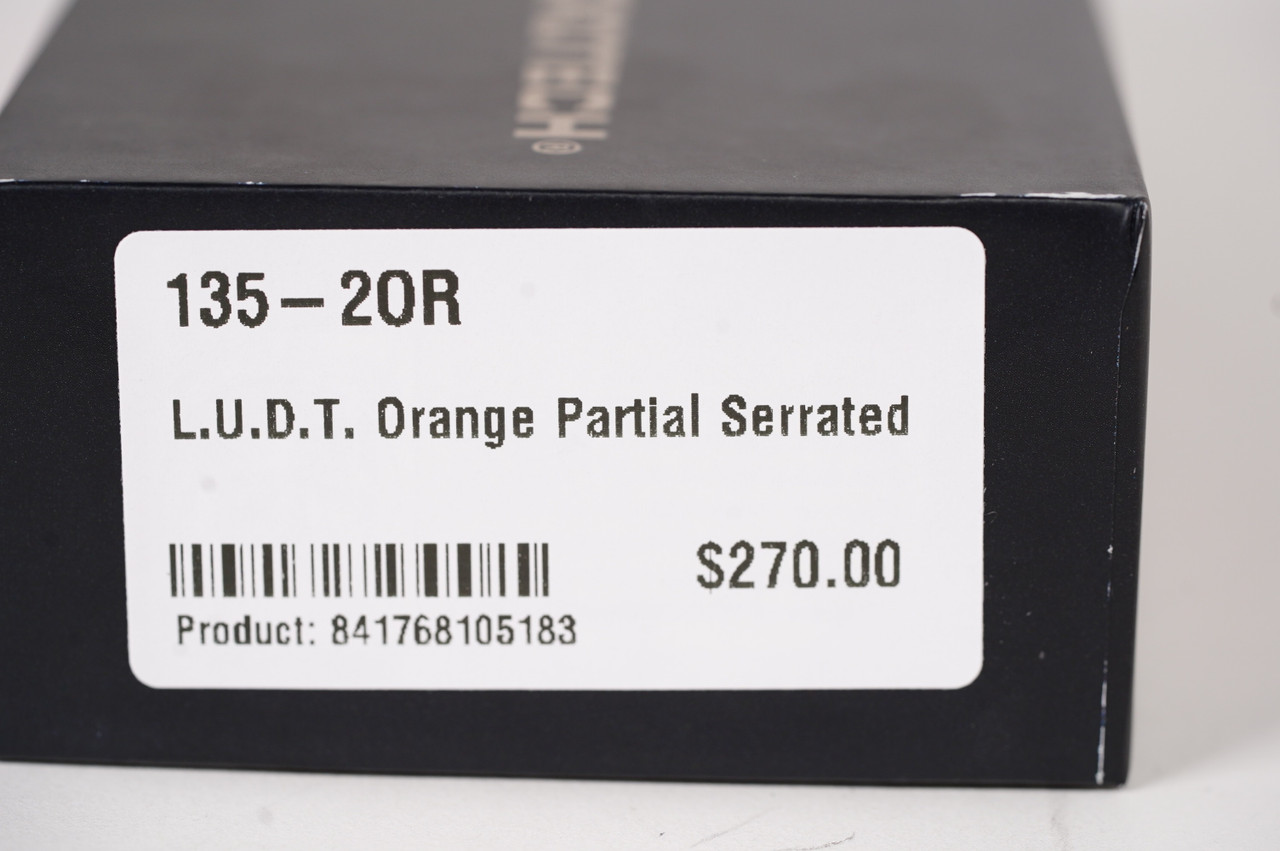 135-2OR
L.U.D.T. Orange Partial Serrated
$270.00
Product: 841768105183